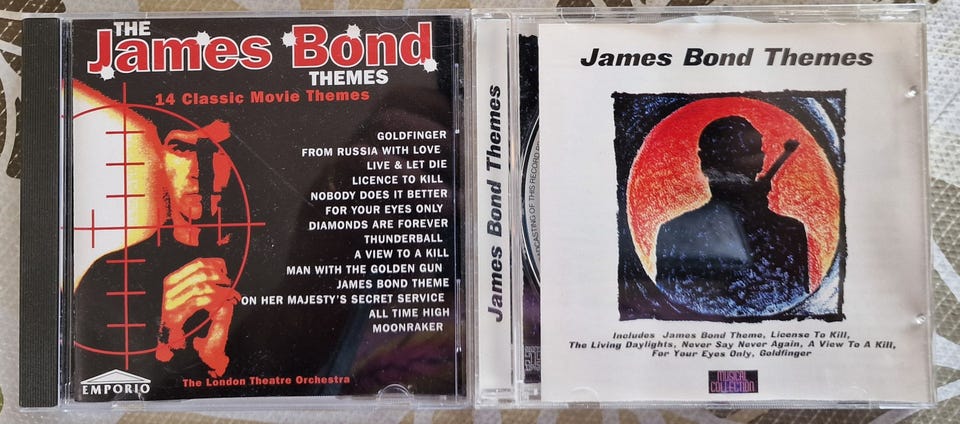 THE
James Bond
THEMES
14 Classic Movie Themes
GOLDFINGER
FROM RUSSIA WITH LOVE
LIVE & LET DIE
LICENCE TO KILL
NOBODY DOES IT BETTER
FOR YOUR EYES ONLY
DIAMONDS ARE FOREVER
THUNDERBALL
A VIEW TO A KILL
MAN WITH THE GOLDEN GUN
JAMES BOND THEME
ON HER MAJESTY'S SECRET SERVICE
ALL TIME HIGH
MOONRAKER
EMPORIO
The London Theatre Orchestra
James Bond Themes
OF THIS RECORD
James Bond Themes
Includes James Bond Theme, License To Kill,
The Living Daylights, Never Say Never Again, A View To A Kill,
For Your Eyes Only, Goldfinger
MUSICAL
COLLECTION